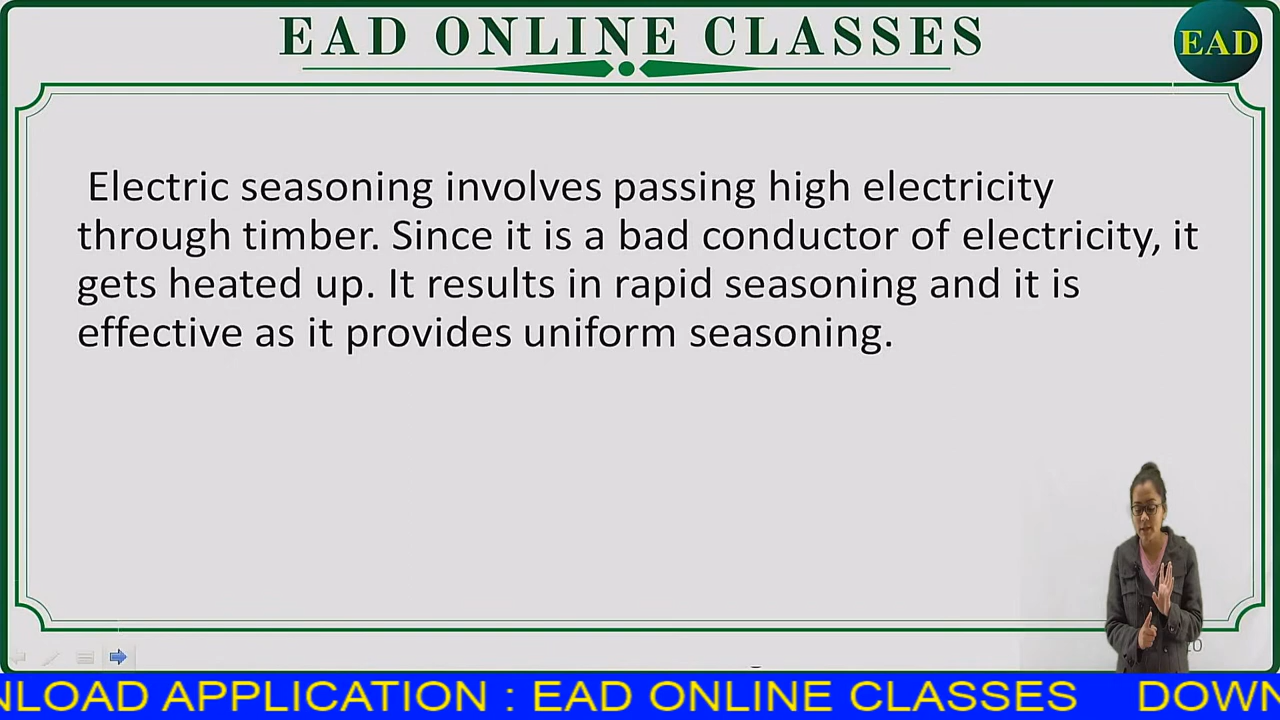 EAD ONLINE CLASSES
EAD
Electric seasoning involves passing high electricity
through timber. Since it is a bad conductor of electricity, it
gets heated up. It results in rapid seasoning and it is
effective as it provides uniform seasoning.
NLOAD APPLICATION : EAD ONLINE CLASSES DOWN